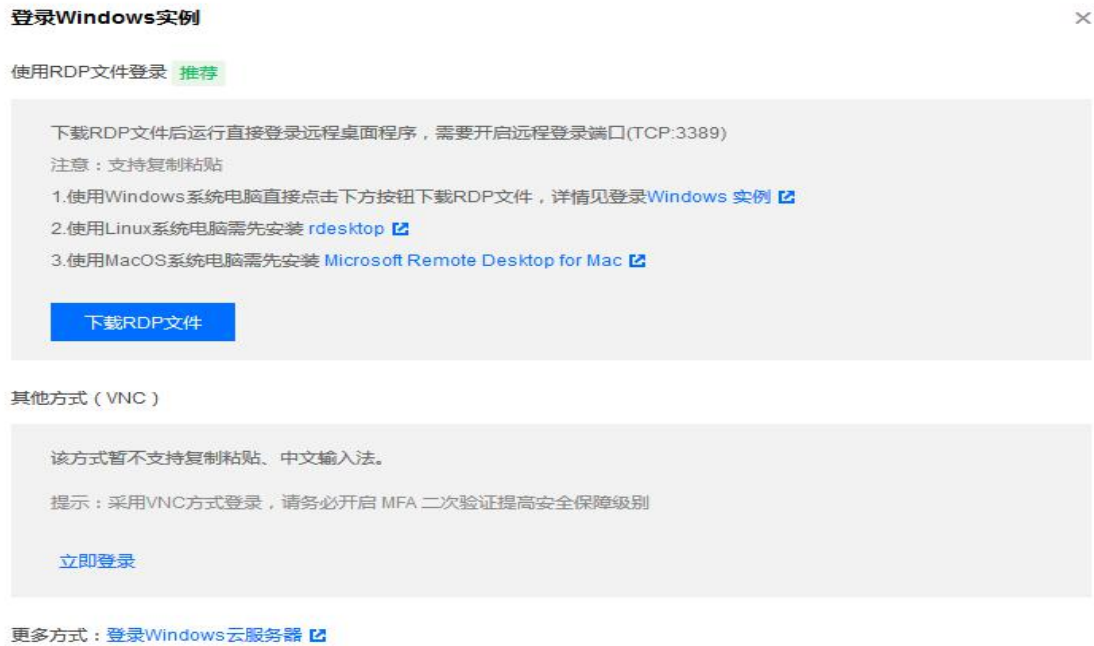 登录Windows实例
使用RDP文件登录 推荐
下载RDP文件后运行直接登录远程桌面程序，需要开启远程登录端口(TCP:3389)
注意：支持复制粘贴
1.使用Windows系统电脑直接点击下方按钮下载RDP文件，详情见登录Windows 实例
2.使用Linux系统电脑需先安装 rdesktop
3.使用MacOS系统电脑需先安装 Microsoft Remote Desktop for Mac
下载RDP文件
其他方式（VNC）
该方式暂不支持复制粘贴、中文输入法。
提示：采用VNC方式登录，请务必开启 MFA 二次验证提高安全保障级别
立即登录
更多方式：登录Windows云服务器